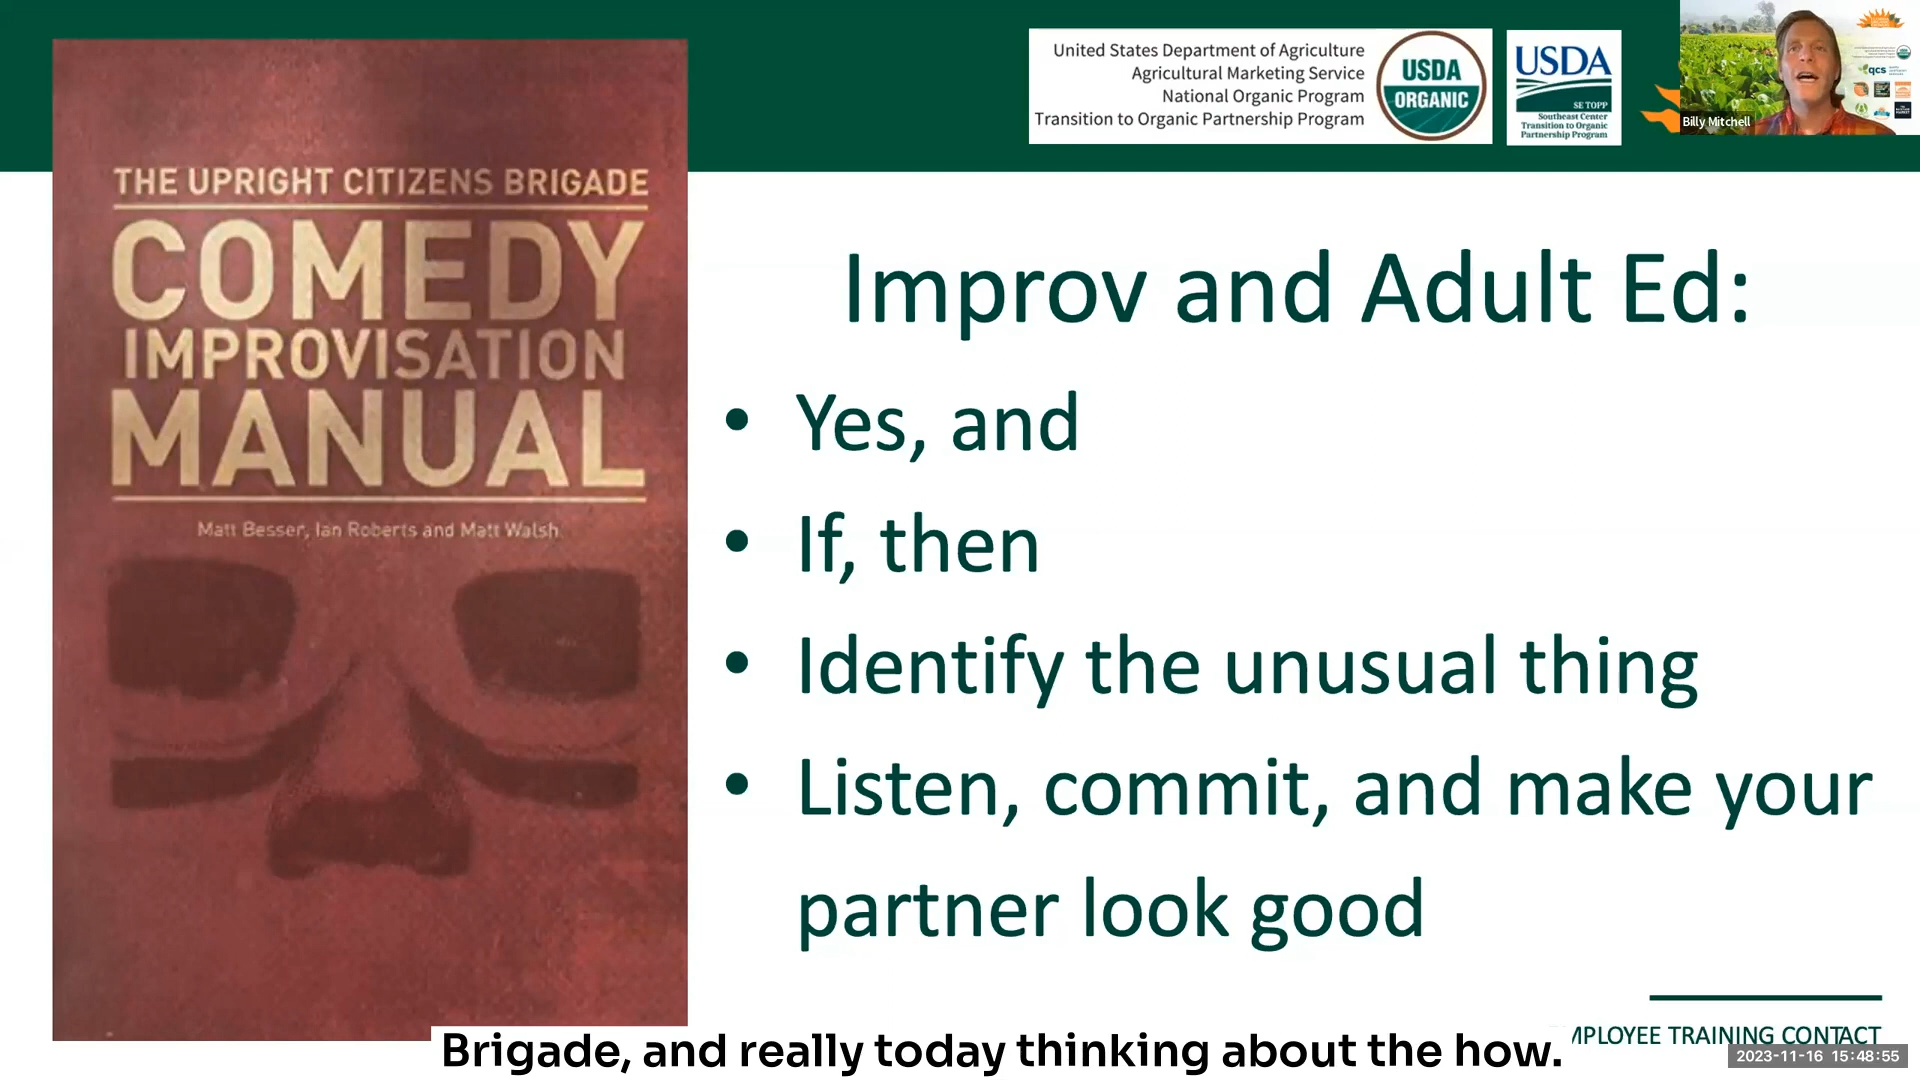 THE UPRIGHT CITIZENS BRIGADE
COMEDY
IMPROVISATION
MANUAL
Matt Besser, Ian Roberts and Matt Walsh
United States Department of Agriculture
Agricultural Marketing Service
National Organic Program
Transition to Organic Partnership Program
USDA
ORGANIC
USDA
SE TOPP
Southeast Center
Transition to Organic
Partnership Program
qcs
Billy Mitchell
Improv and Adult Ed:
• Yes, and
• If, then
• Identify the unusual thing
• Listen, commit, and make your
partner look good
MPLOYEE TRAINING CONTACT
Brigade, and really today thinking about the how.
2023-11-16 15:48:55